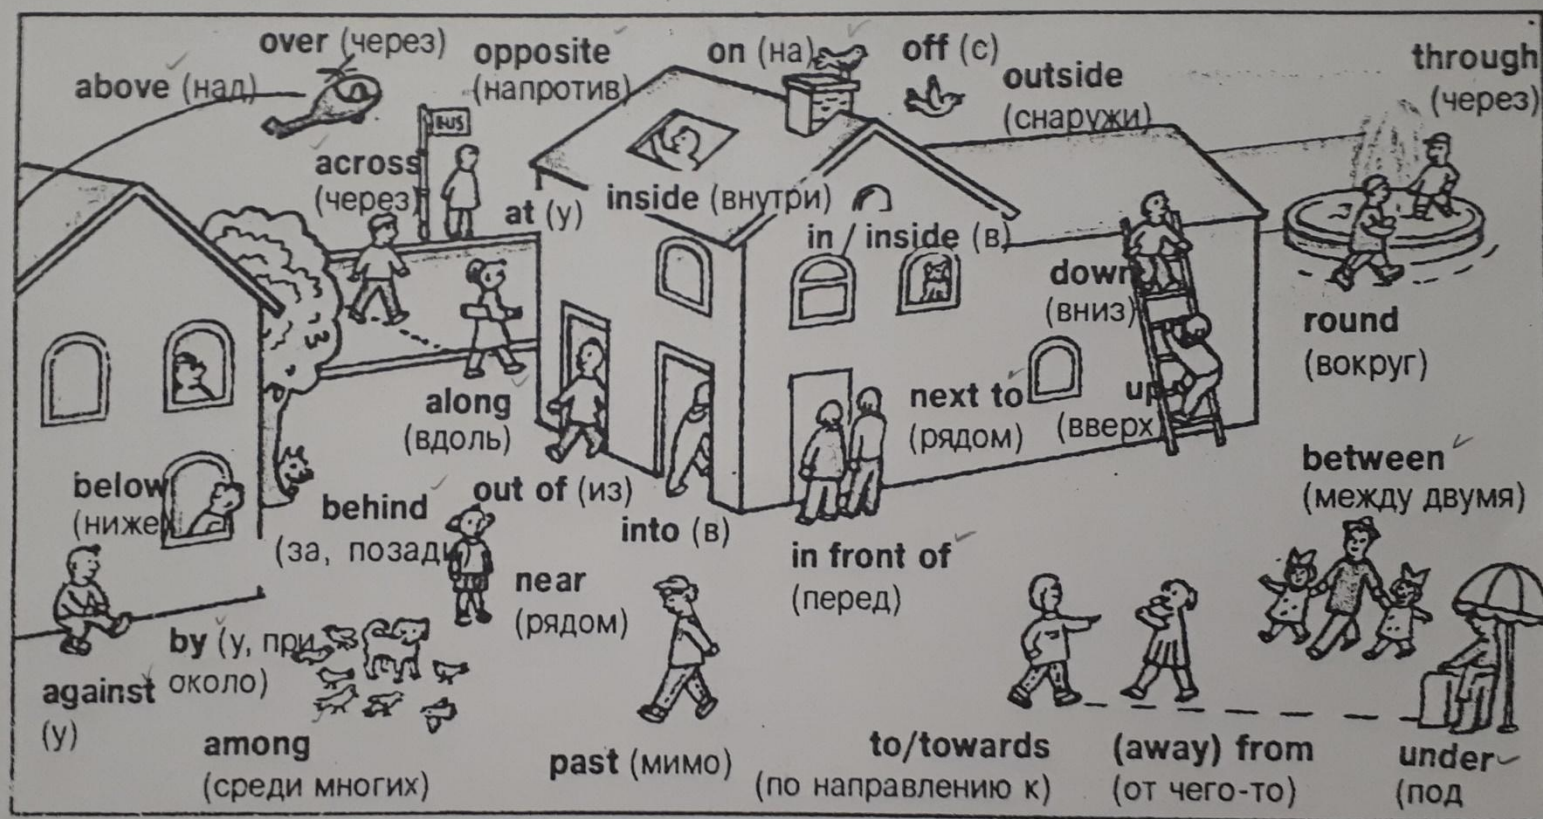 over (через)
above (над)
opposite
(напротив)
on (на)
off (с)
outside
(снаружи)
through
(через)
BUS
across
(через)
at (у)
inside (внутри)
in / inside (в)
down
(вниз)
round
(вокруг)
along
(вдоль)
next to
(рядом)
up
(вверх
below
(ниже
behind
(за, позади
out of (из)
into (в)
in front of
(перед)
between
(между двумя)
near
(рядом)
by (у, при
около)
against
(у)
among
(среди многих)
past (мимо)
to/towards
(по направлению к)
(away) from
(от чего-то)
under
(под